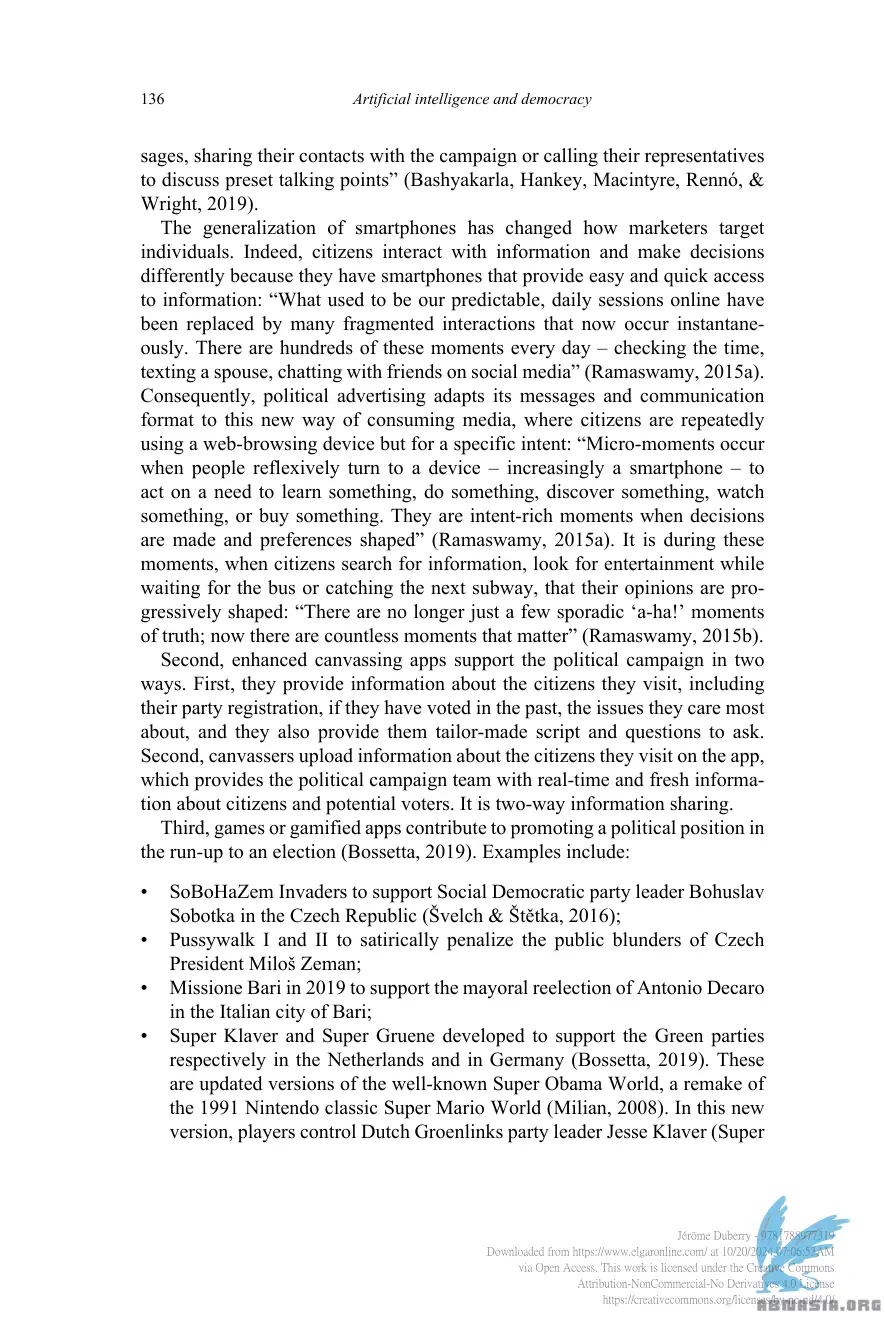 136 Artificial intelligence and democracy
sages, sharing their contacts with the campaign or calling their representatives
to discuss preset talking points” (Bashyakarla, Hankey, Macintyre, Rennó, &
Wright, 2019).
The generalization of smartphones has changed how marketers target
individuals. Indeed, citizens interact with information and make decisions
differently because they have smartphones that provide easy and quick access
to information: “What used to be our predictable, daily sessions online have
been replaced by many fragmented interactions that now occur instantane-
ously. There are hundreds of these moments every day – checking the time,
texting a spouse, chatting with friends on social media” (Ramaswamy, 2015a).
Consequently, political advertising adapts its messages and communication
format to this new way of consuming media, where citizens are repeatedly
using a web-browsing device but for a specific intent: “Micro-moments occur
when people reflexively turn to a device – increasingly a smartphone – to
act on a need to learn something, do something, discover something, watch
something, or buy something. They are intent-rich moments when decisions
are made and preferences shaped” (Ramaswamy, 2015a). It is during these
moments, when citizens search for information, look for entertainment while
waiting for the bus or catching the next subway, that their opinions are pro-
gressively shaped: “There are no longer just a few sporadic ‘a-ha!’ moments
of truth; now there are countless moments that matter” (Ramaswamy, 2015b).
Second, enhanced canvassing apps support the political campaign in two
ways. First, they provide information about the citizens they visit, including
their party registration, if they have voted in the past, the issues they care most
about, and they also provide them tailor-made script and questions to ask.
Second, canvassers upload information about the citizens they visit on the app,
which provides the political campaign team with real-time and fresh informa-
tion about citizens and potential voters. It is two-way information sharing.
Third, games or gamified apps contribute to promoting a political position in
the run-up to an election (Bossetta, 2019). Examples include:
• SoBoHaZem Invaders to support Social Democratic party leader Bohuslav
Sobotka in the Czech Republic (Švelch & Štětka, 2016);
• Pussywalk I and II to satirically penalize the public blunders of Czech
President Miloš Zeman;
• Missione Bari in 2019 to support the mayoral reelection of Antonio Decaro
in the Italian city of Bari;
• Super Klaver and Super Gruene developed to support the Green parties
respectively in the Netherlands and in Germany (Bossetta, 2019). These
are updated versions of the well-known Super Obama World, a remake of
the 1991 Nintendo classic Super Mario World (Milian, 2008). In this new
version, players control Dutch Groenlinks party leader Jesse Klaver (Super
Jérôme Duberry - 9781788977319
Downloaded from https://www.elgaronline.com/ at 10/20/2024 07:06:52AM
via Open Access. This work is licensed under the Creative Commons
Attribution-NonCommercial-No Derivatives 4.0 License
https://creativecommons.org/licenses/by-nc-nd/4.0/
ABTWASIA.ORG